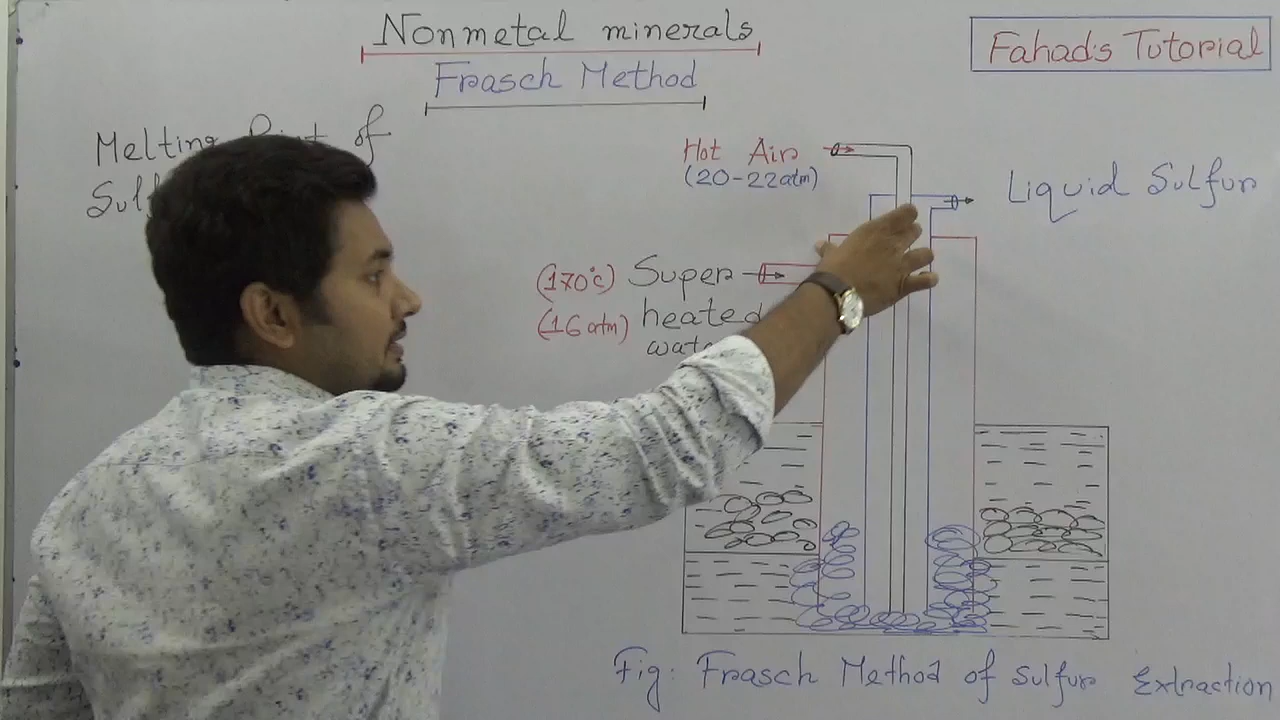 Nonmetal minerals
Frasch Method
Fahad's Tutorial
Melting of
Hot Air
(20-22atm)
Liquid Sulfur
(170°c) Super
(16 atm) heated
Fig: Frasch Method of Sulfur Extraction